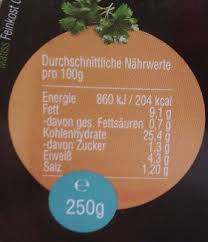 Feinkost
Durchschnittliche Nährwerte
pro 100g
Energie 860 kJ / 204 kcal
Fett 9,1 g
-davon ges. Fettsäuren 0,7 g
Kohlenhydrate 25,4 g
-davon Zucker 1,3 g
Eiweiß 4,3 g
Salz 1,20 g
e
250g